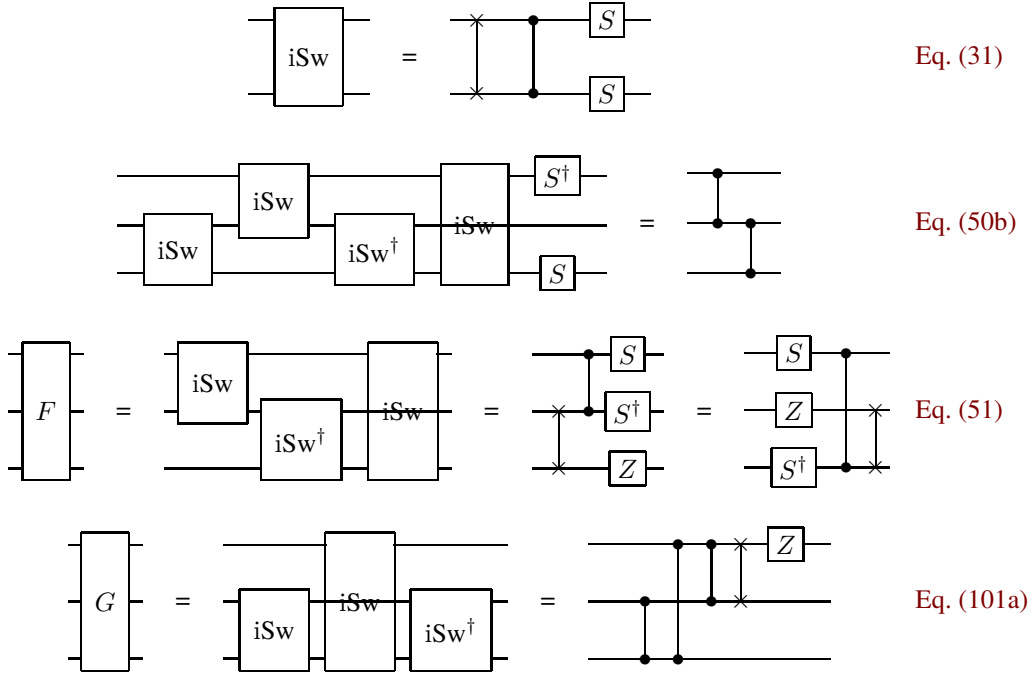 iSw = S S Eq. (31)
iSw iSw iSw† iSw S† S = Eq. (50b)
F = iSw iSw† iSw = S S† Z = S Z S† Eq. (51)
G = iSw iSw iSw† = Z Eq. (101a)